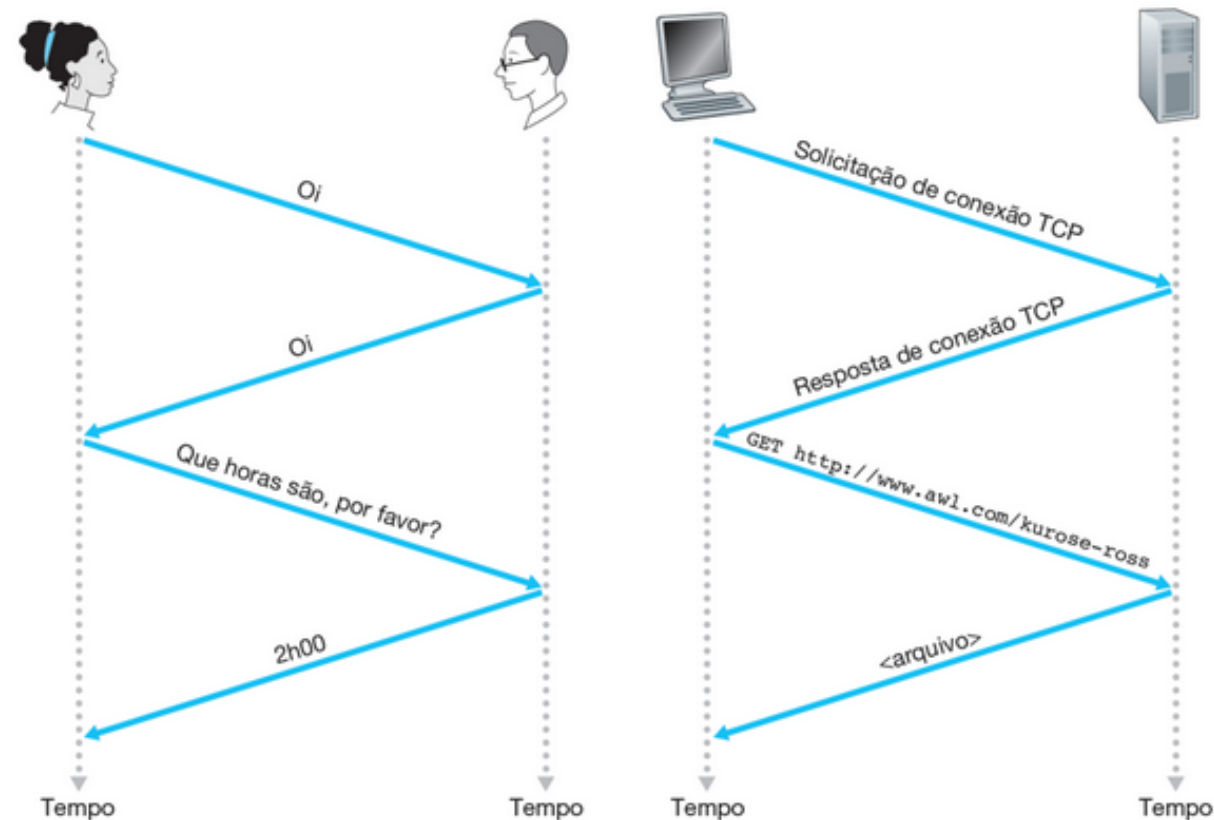 Oi
Oi
Que horas são, por favor?
2h00
Tempo
Tempo
Solicitação de conexão TCP
Resposta de conexão TCP
GET http://www.awl.com/kurose-ross
<arquivo>
Tempo
Tempo